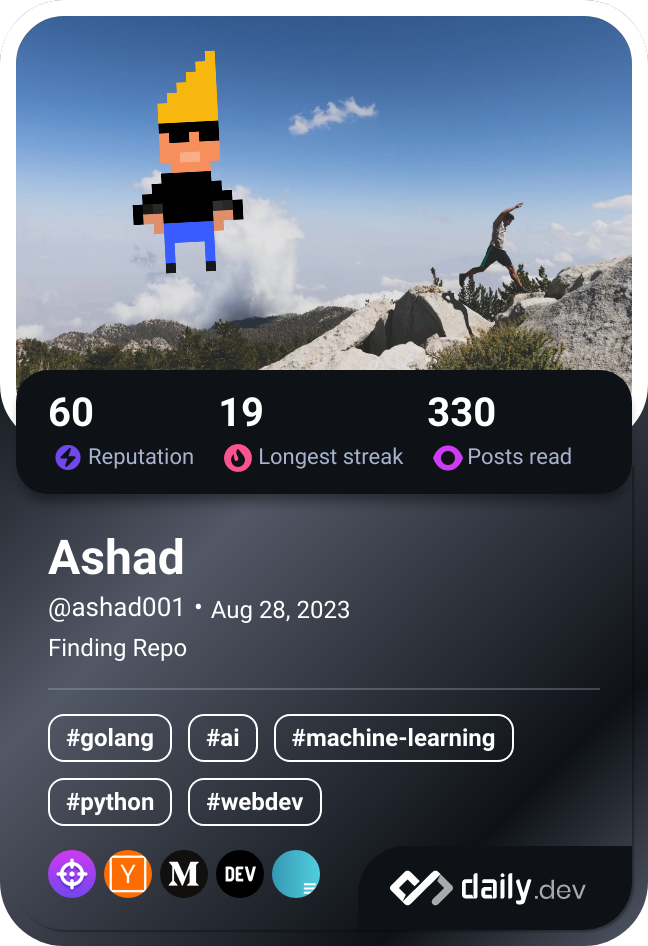 60 19 330
Reputation Longest streak Posts read
Ashad
@ashad001 • Aug 28, 2023
Finding Repo
#golang #ai #machine-learning
#python #webdev
Y M DEV daily.dev